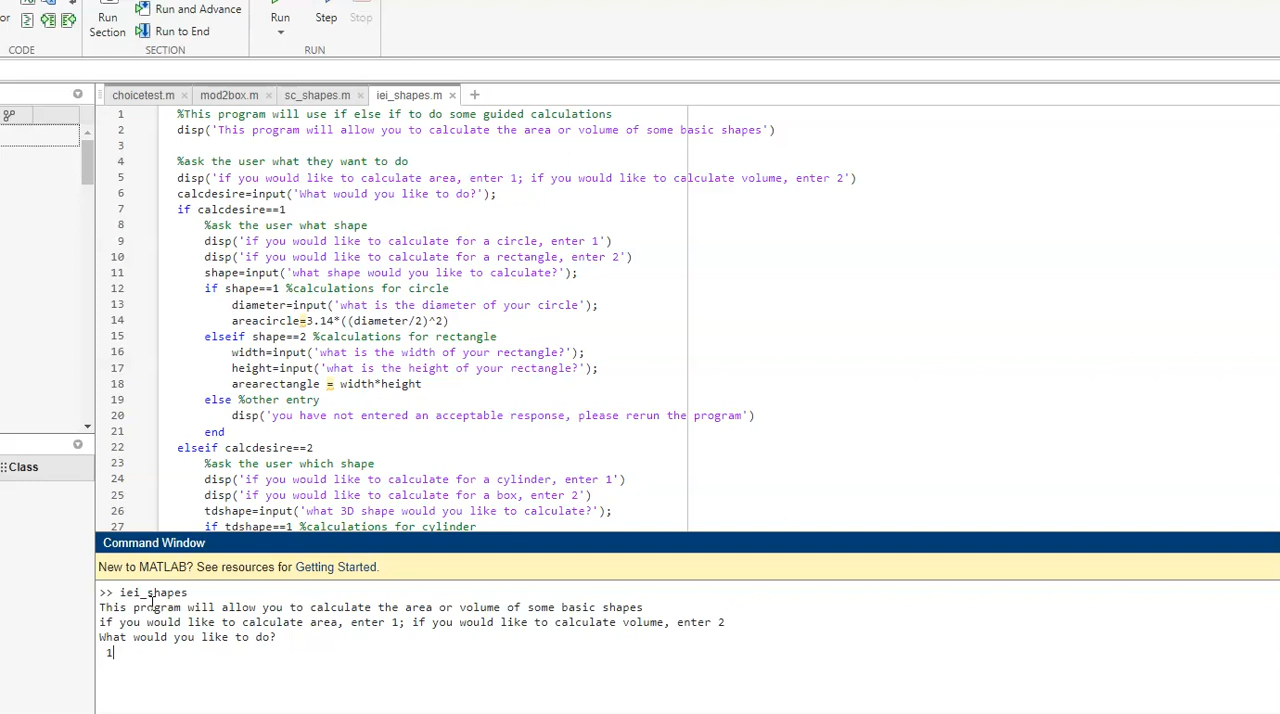 or
Run
Section
Run and Advance
Run to End
Run
Step
Stop
CODE
SECTION
RUN
choicetest.m
mod2box.m
sc_shapes.m
iei_shapes.m
1 %This program will use if else if to do some guided calculations
2 disp('This program will allow you to calculate the area or volume of some basic shapes')
3
4 %ask the user what they want to do
5 disp('if you would like to calculate area, enter 1; if you would like to calculate volume, enter 2')
6 calcdesire=input('What would you like to do?');
7 if calcdesire==1
8 %ask the user what shape
9 disp('if you would like to calculate for a circle, enter 1')
10 disp('if you would like to calculate for a rectangle, enter 2')
11 shape=input('what shape would you like to calculate?');
12 if shape==1 %calculations for circle
13 diameter=input('what is the diameter of your circle');
14 areacircle=3.14*((diameter/2)^2)
15 elseif shape==2 %calculations for rectangle
16 width=input('what is the width of your rectangle?');
17 height=input('what is the height of your rectangle?');
18 arearectangle = width*height
19 else %other entry
20 disp('you have not entered an acceptable response, please rerun the program')
21 end
22 elseif calcdesire==2
23 %ask the user which shape
24 disp('if you would like to calculate for a cylinder, enter 1')
25 disp('if you would like to calculate for a box, enter 2')
26 tdshape=input('what 3D shape would you like to calculate?');
27 if tdshape==1 %calculations for cylinder
Class
Command Window
New to MATLAB? See resources for Getting Started.
>> iei_shapes
This program will allow you to calculate the area or volume of some basic shapes
if you would like to calculate area, enter 1; if you would like to calculate volume, enter 2
What would you like to do?
1